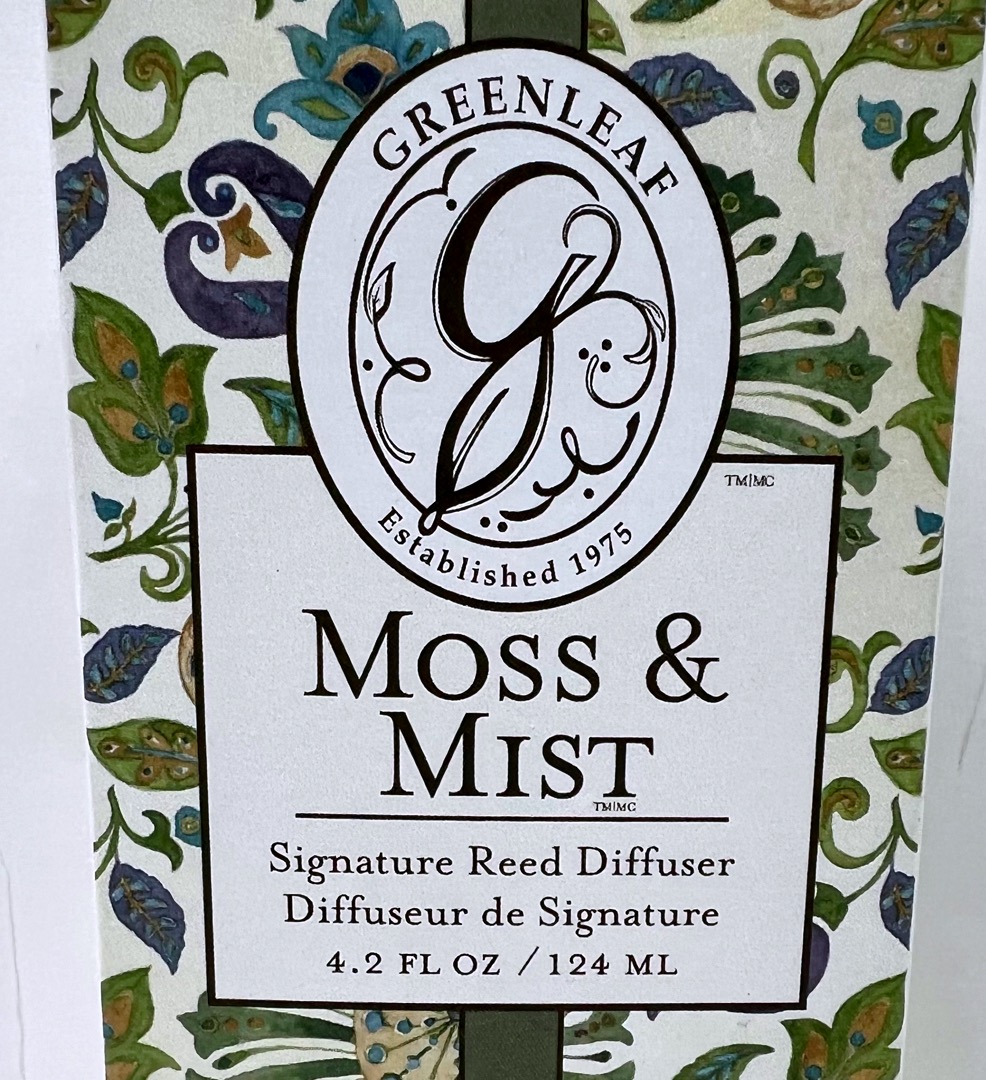 GREENLEAF
Established 1975
TM|MC
MOSS &
MIST
TM|MC
Signature Reed Diffuser
Diffuseur de Signature
4.2 FL OZ / 124 ML